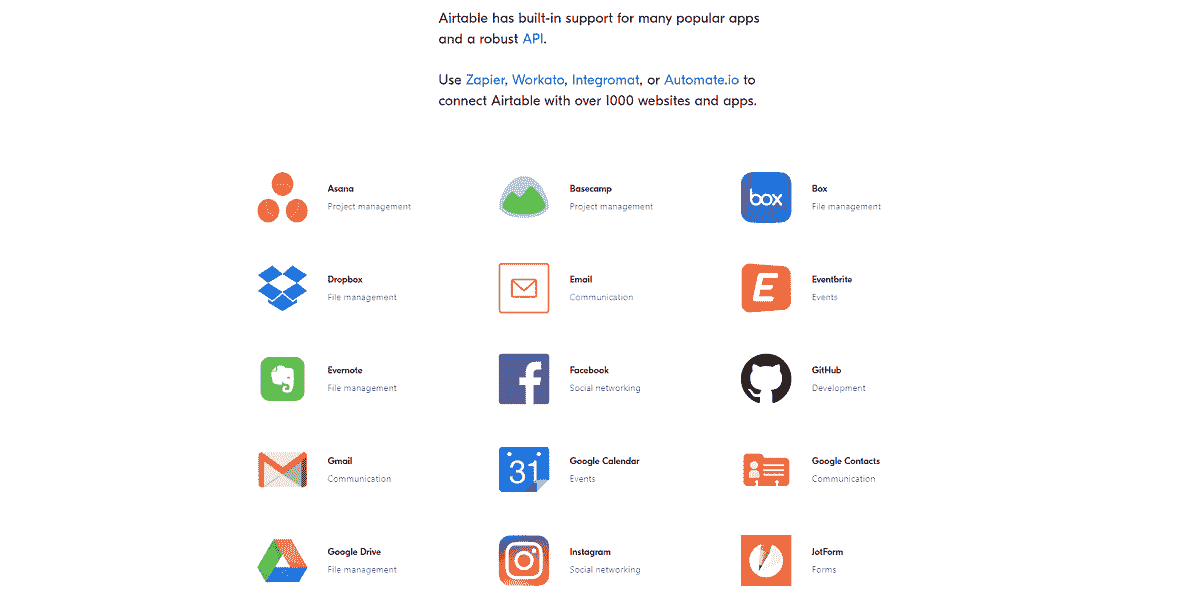 Airtable has built-in support for many popular apps
and a robust API.
Use Zapier, Workato, Integromat, or Automate.io to
connect Airtable with over 1000 websites and apps.
Asana
Project management
Basecamp
Project management
box
Box
File management
Dropbox
File management
Email
Communication
E
Eventbrite
Events
Evernote
File management
f
Facebook
Social networking
GitHub
Development
Gmail
Communication
31
Google Calendar
Events
Google Contacts
Communication
Google Drive
File management
Instagram
Social networking
JotForm
Forms